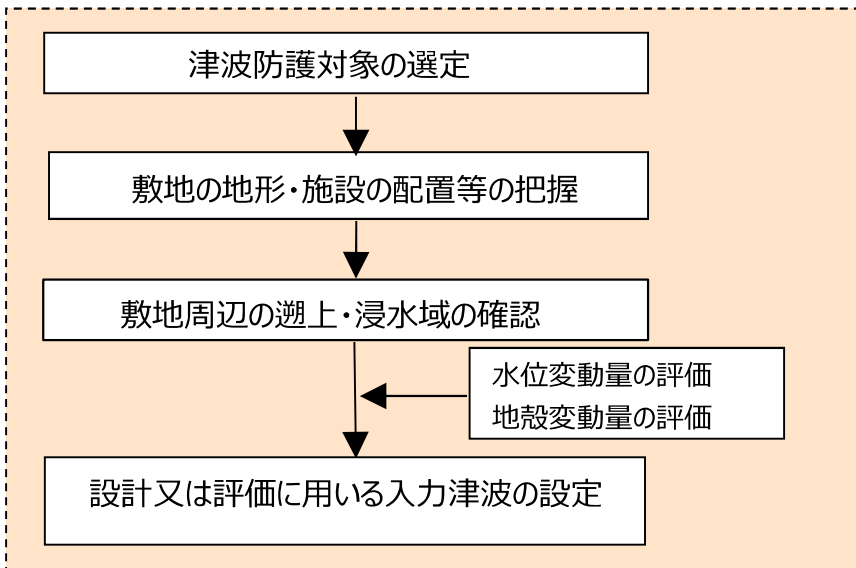 津波防護対象の選定
敷地の地形・施設の配置等の把握
敷地周辺の遡上・浸水域の確認
水位変動量の評価
地殻変動量の評価
設計又は評価に用いる入力津波の設定